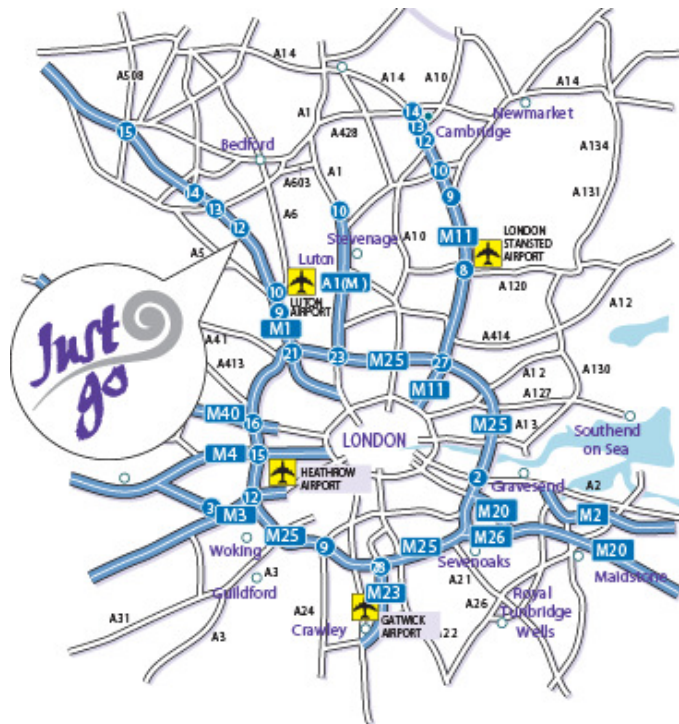 A14
A508
A14
A10
A14
Newmarket
A1
14
13
Cambridge
15
A428
12
Bedford
A134
A1
10
A603
A131
14
9
13
10
A6
12
A10
M11
LONDON
STANSTED
AIRPORT
Stevenage
A5
Luton
8
A1(M)
A120
10
LUTON
AIRPORT
9
A12
M1
A414
A41
21
23
M25
27
A413
A130
Just
go
M11
A12
A127
M40
M25
16
A13
LONDON
Southend
on Sea
M4
15
HEATHROW
AIRPORT
2
Gravesend
A2
12
3
M3
M20
M2
M25
9
M25
M26
Woking
M20
28
Sevenoaks
A3
Maidstone
Guildford
M23
A21
Royal
Tunbridge
Wells
A24
A26
A31
GATWICK
AIRPORT
Crawley
A22
A3